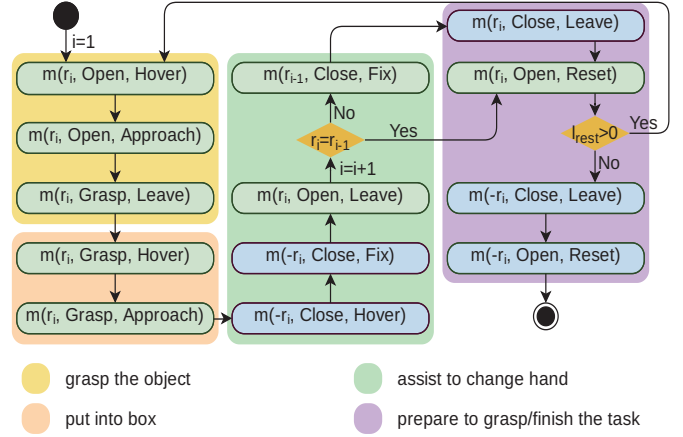 i=1
m(rᵢ, Open, Hover)
m(rᵢ, Open, Approach)
m(rᵢ, Grasp, Leave)
m(rᵢ, Grasp, Hover)
m(rᵢ, Grasp, Approach)
m(rᵢ₋₁, Close, Fix)
No
rᵢ=rᵢ₋₁
Yes
i=i+1
m(rᵢ, Open, Leave)
m(-rᵢ, Close, Fix)
m(-rᵢ, Close, Hover)
m(rᵢ, Close, Leave)
m(rᵢ, Open, Reset)
l_rest>0
Yes
No
m(-rᵢ, Close, Leave)
m(-rᵢ, Open, Reset)
grasp the object
put into box
assist to change hand
prepare to grasp/finish the task